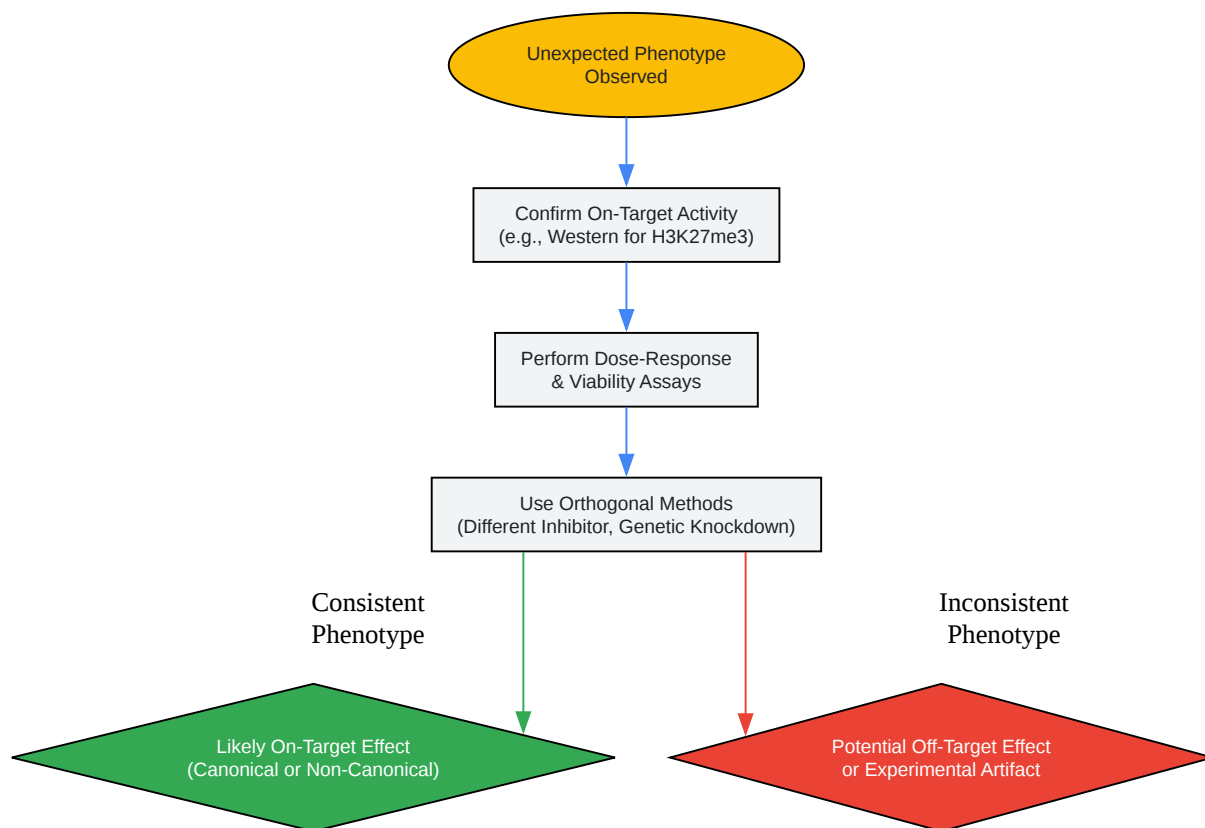 Unexpected Phenotype
Observed
Confirm On-Target Activity
(e.g., Western for H3K27me3)
Perform Dose-Response
& Viability Assays
Use Orthogonal Methods
(Different Inhibitor, Genetic Knockdown)
Consistent
Phenotype
Inconsistent
Phenotype
Likely On-Target Effect
(Canonical or Non-Canonical)
Potential Off-Target Effect
or Experimental Artifact